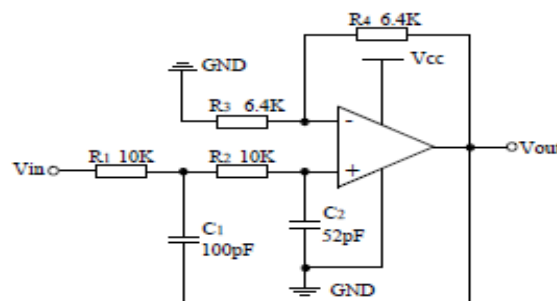 R4 6.4K
GND
Vcc
R3 6.4K
-
Vin
R1 10K
R2 10K
+
Vout
C1
100pF
C2
52pF
GND